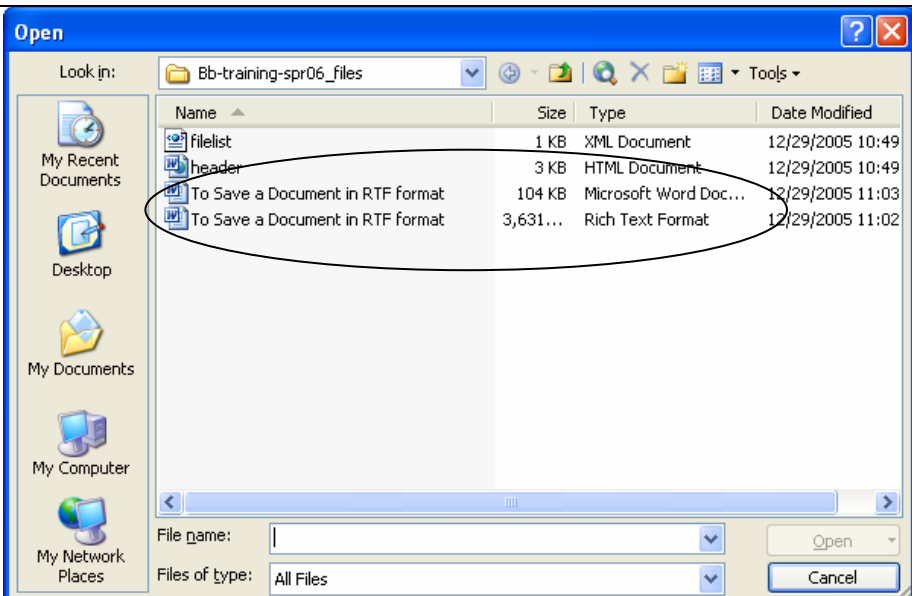 Open
Look in: Bb-training-spr06_files Tools
Name Size Type Date Modified
filelist 1 KB XML Document 12/29/2005 10:49
header 3 KB HTML Document 12/29/2005 10:49
To Save a Document in RTF format 104 KB Microsoft Word Doc... 12/29/2005 11:03
To Save a Document in RTF format 3,631... Rich Text Format 12/29/2005 11:02
My Recent
Documents
Desktop
My Documents
My Computer
My Network
Places
File name: Open
Files of type: All Files Cancel